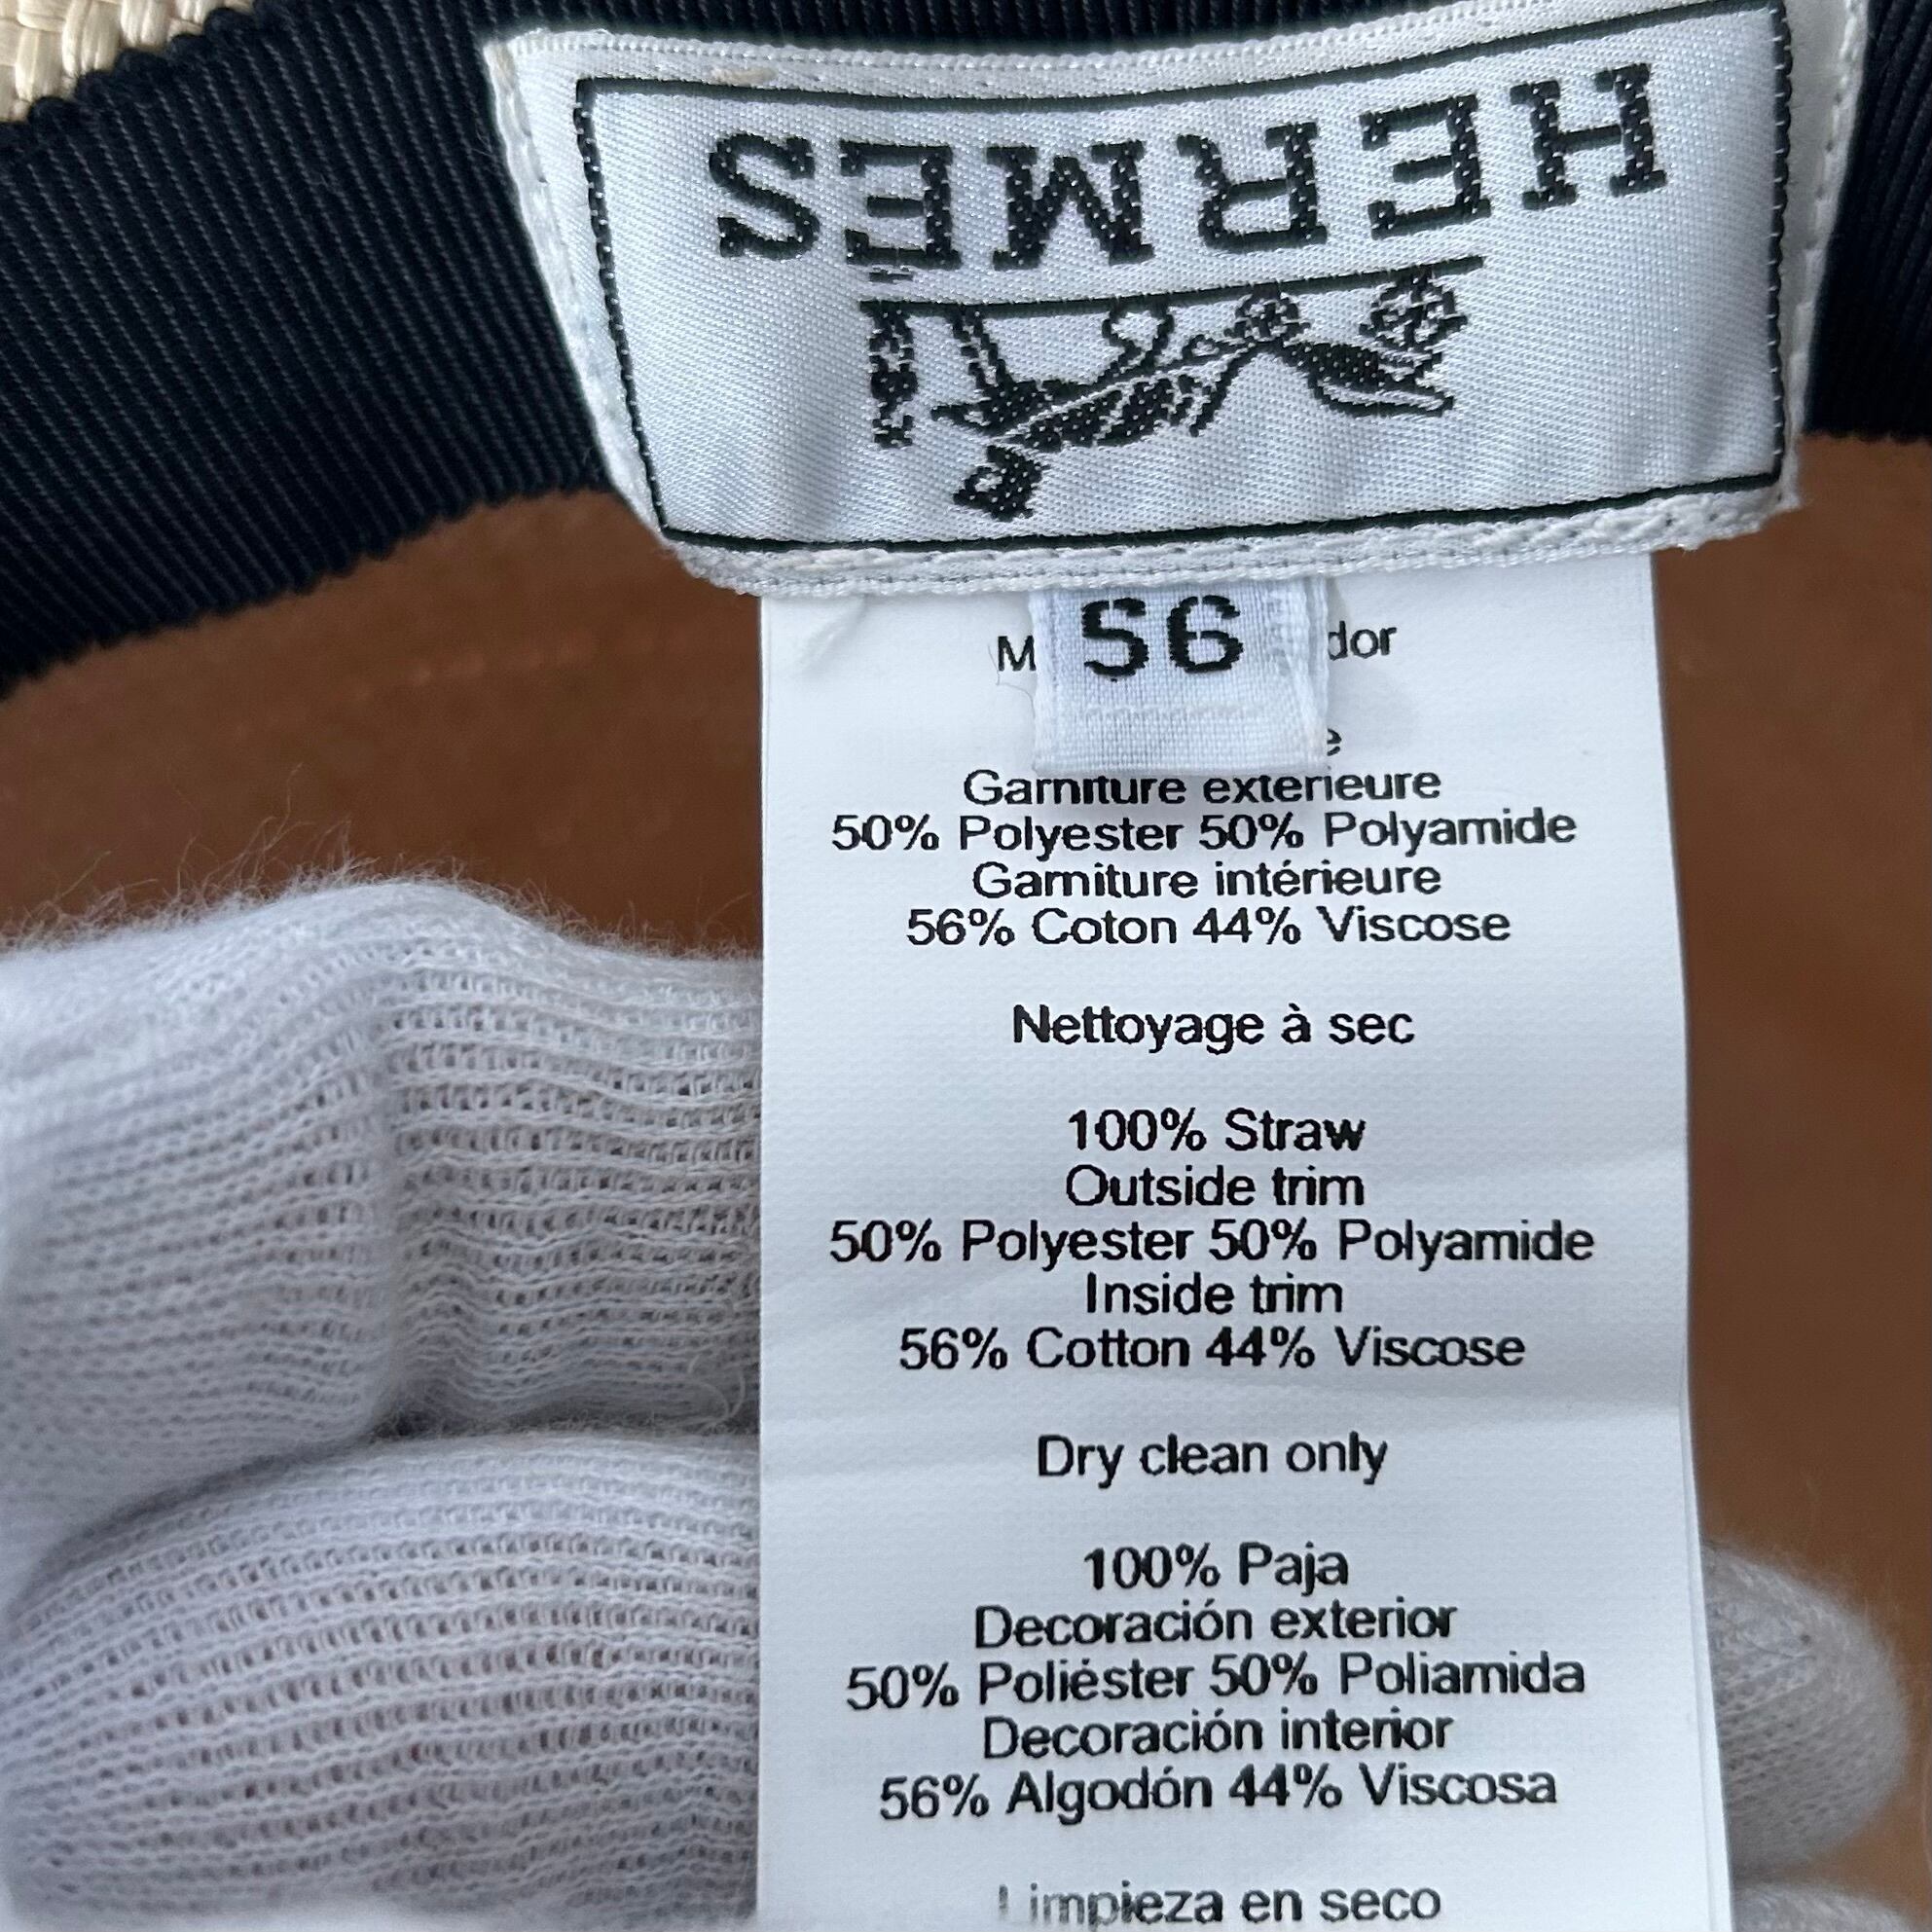 HERMES
56
Garniture extérieure
50% Polyester 50% Polyamide
Garniture intérieure
56% Coton 44% Viscose
Nettoyage à sec
100% Straw
Outside trim
50% Polyester 50% Polyamide
Inside trim
56% Cotton 44% Viscose
Dry clean only
100% Paja
Decoración exterior
50% Poliéster 50% Poliamida
Decoración interior
56% Algodón 44% Viscosa
Limpieza en seco